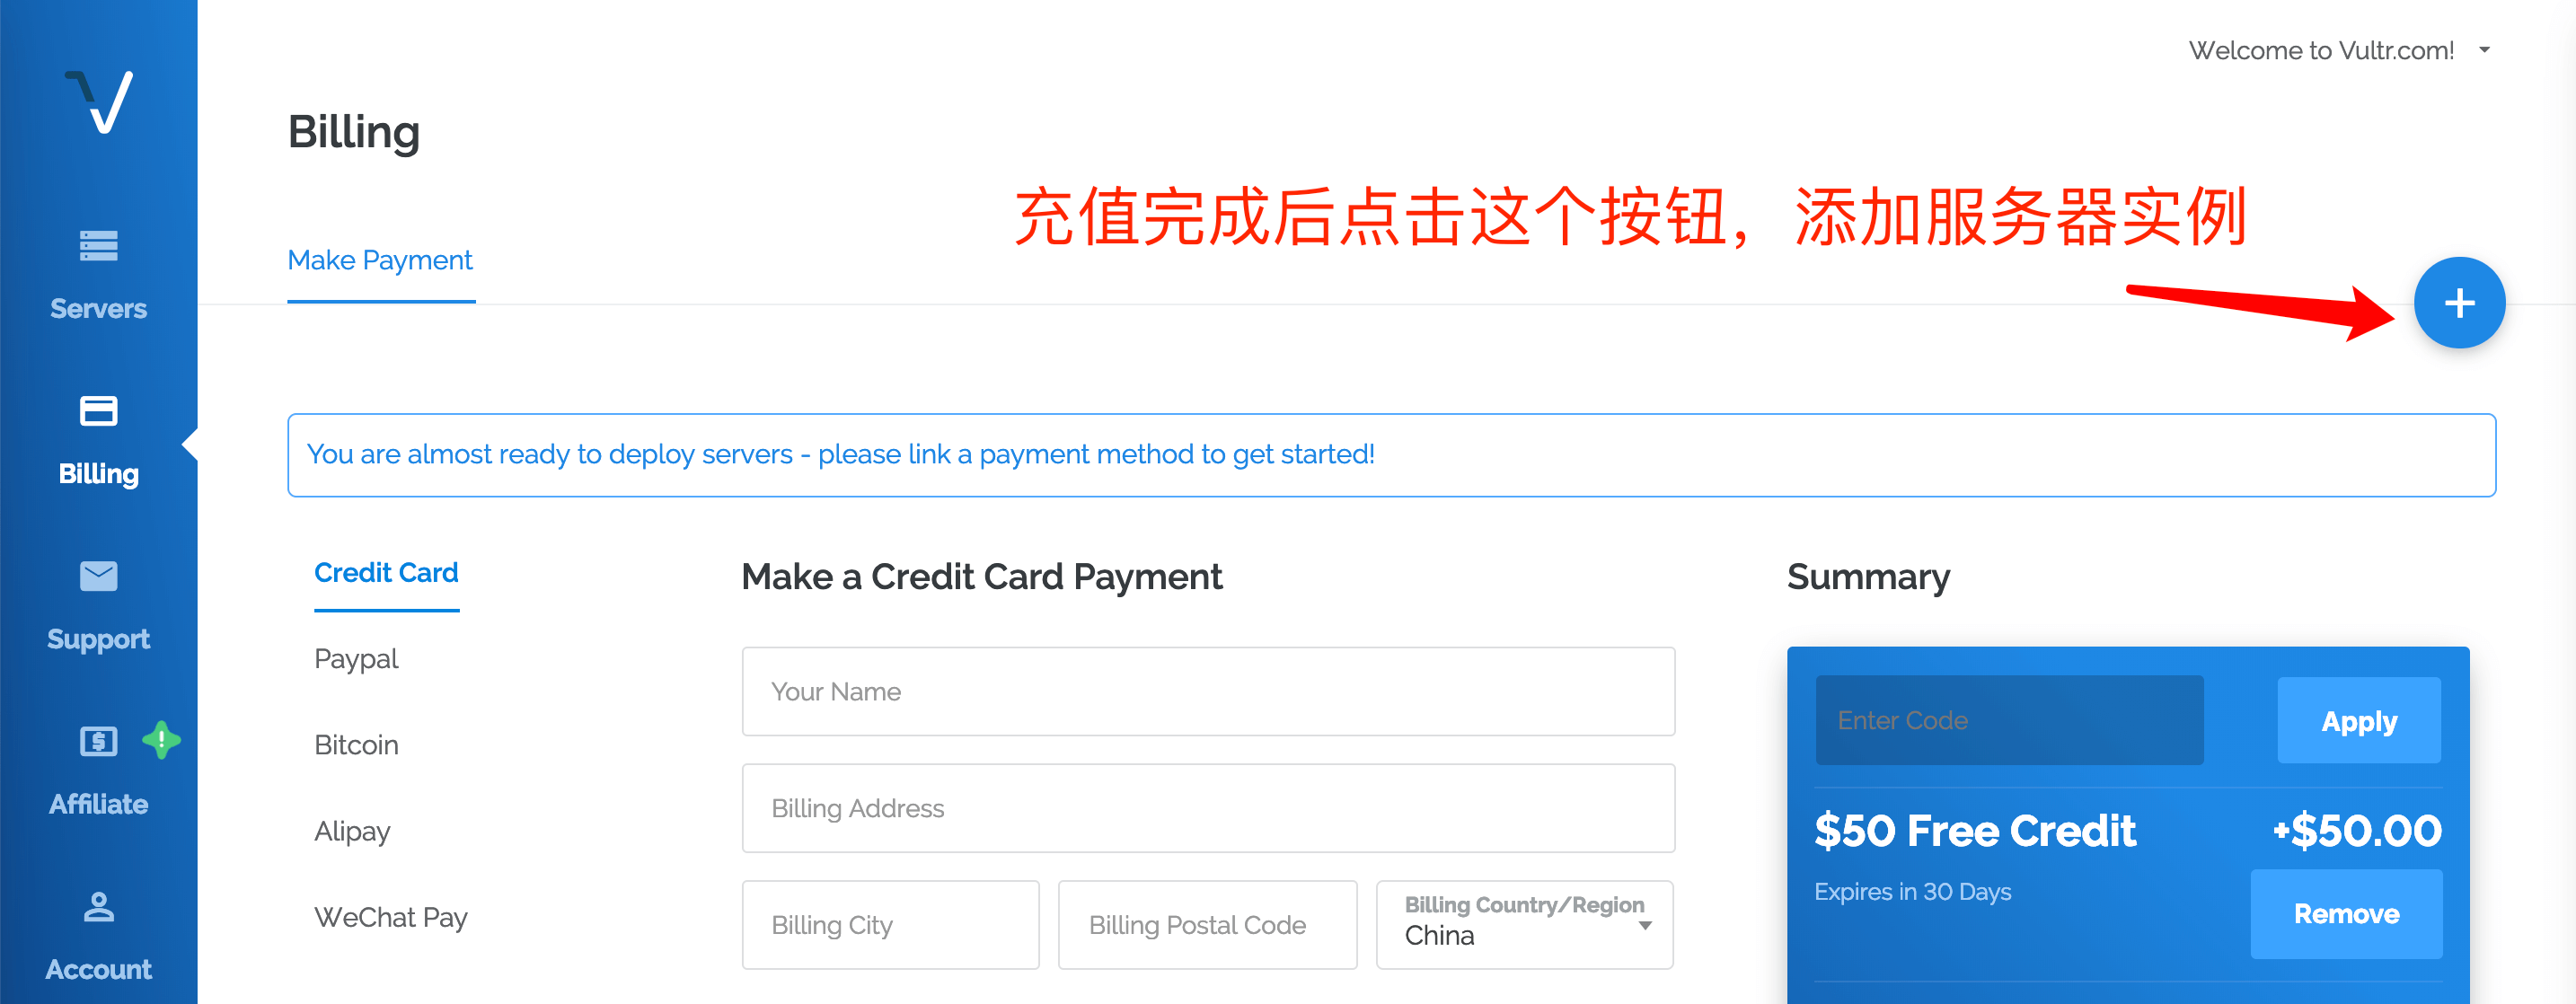 Welcome to Vultr.com!
Billing
充值完成后点击这个按钮，添加服务器实例
Make Payment
+
Servers
Billing
Support
Affiliate
Account
You are almost ready to deploy servers - please link a payment method to get started!
Credit Card
Paypal
Bitcoin
Alipay
WeChat Pay
Make a Credit Card Payment
Your Name
Billing Address
Billing City
Billing Postal Code
Billing Country/Region
China
Summary
Enter Code
Apply
$50 Free Credit
+$50.00
Expires in 30 Days
Remove